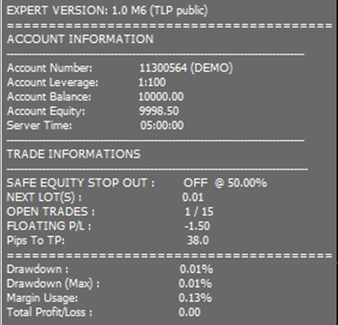 EXPERT VERSION: 1.0 M6 (TLP public)
==================================
ACCOUNT INFORMATION
----------------------------------------------------------------
Account Number: 11300564 (DEMO)
Account Leverage: 1:100
Account Balance: 10000.00
Account Equity: 9998.50
Server Time: 05:00:00
----------------------------------------------------------------
TRADE INFORMATIONS
----------------------------------------------------------------
SAFE EQUITY STOP OUT : OFF @ 50.00%
NEXT LOT(S) : 0.01
OPEN TRADES : 1 / 15
FLOATING P/L : -1.50
Pips To TP: 38.0
==================================
Drawdown : 0.01%
Drawdown (Max) : 0.01%
Margin Usage: 0.13%
Total Profit/Loss : 0.00